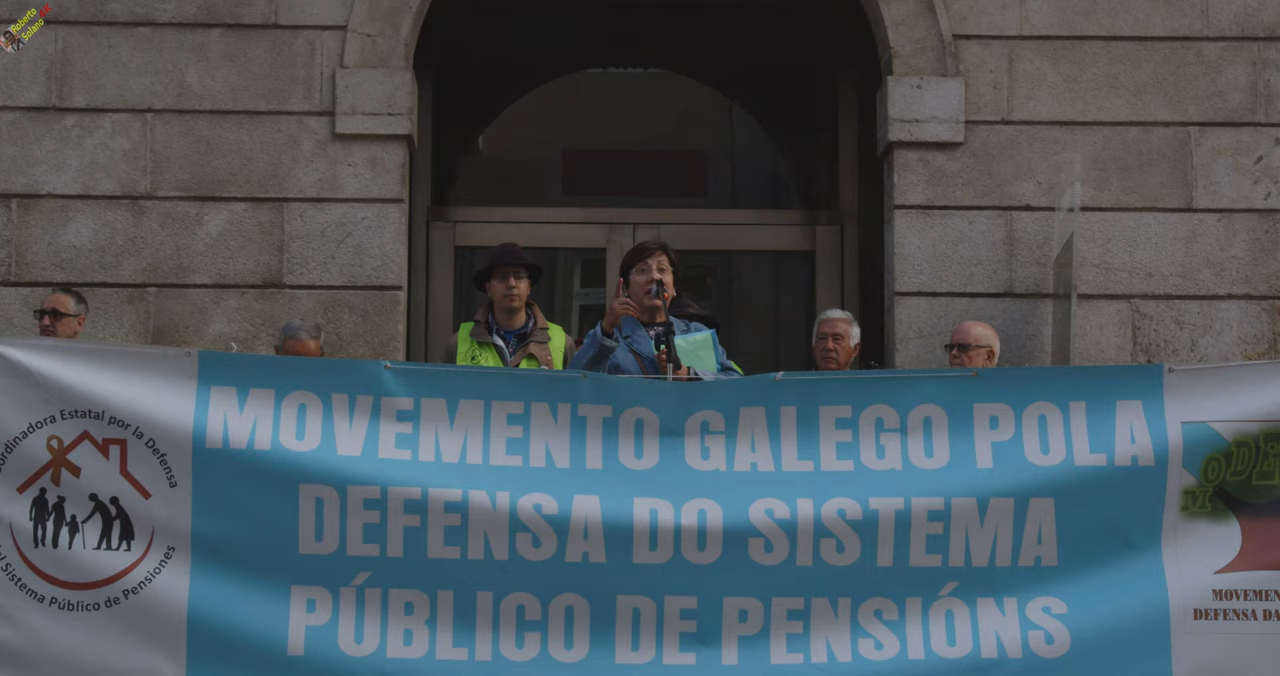 Roberto
Solano
MOVEMENTO GALEGO POLA
DEFENSA DO SISTEMA
PÚBLICO DE PENSIÓNS
Estatal por la Defensa
Sistema Público de Pensiones
MODE
MOVEMEN
DEFENSA DA